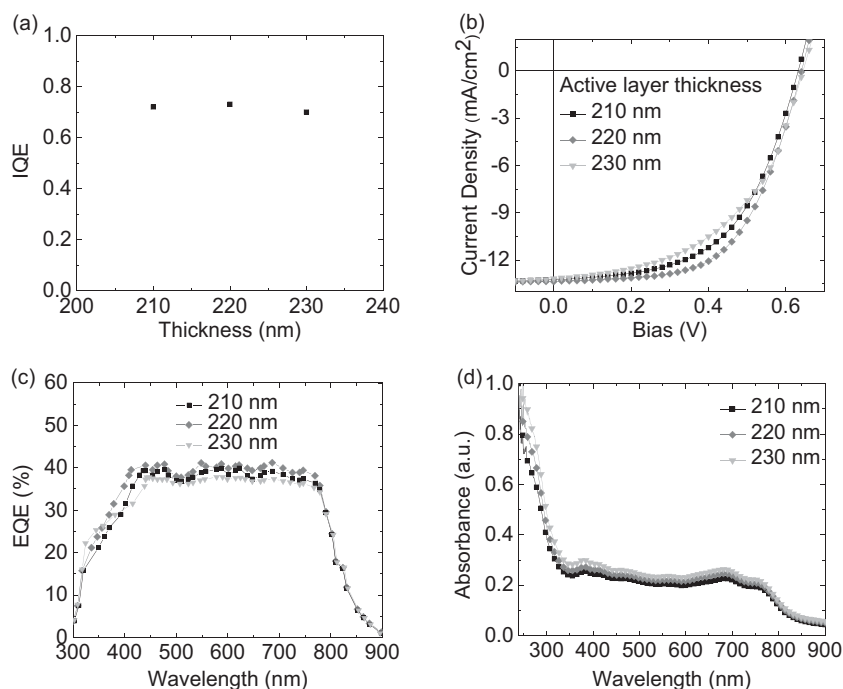 (a)
1.0
0.8
0.6
0.4
0.2
0.0
IQE
200 210 220 230 240
Thickness (nm)
(b)
0
-3
-6
-9
-12
Current Density (mA/cm²)
Active layer thickness
210 nm
220 nm
230 nm
0.0 0.2 0.4 0.6
Bias (V)
(c)
60
50
40
30
20
10
0
EQE (%)
210 nm
220 nm
230 nm
300 400 500 600 700 800 900
Wavelength (nm)
(d)
1.0
0.8
0.6
0.4
0.2
0.0
Absorbance (a.u.)
210 nm
220 nm
230 nm
300 400 500 600 700 800 900
Wavelength (nm)